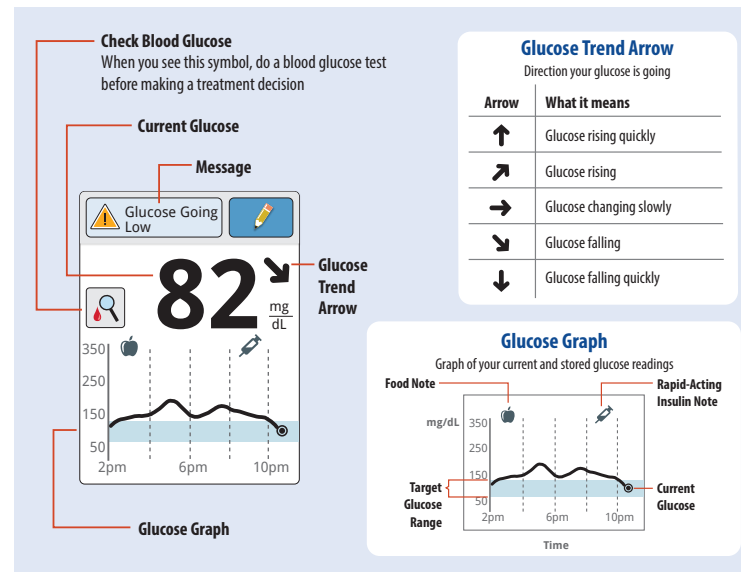 Check Blood Glucose
When you see this symbol, do a blood glucose test
before making a treatment decision
Current Glucose
Message
Glucose Going
Low
82
mg
dL
Glucose
Trend
Arrow
350
250
150
50
2pm 6pm 10pm
Glucose Graph
Glucose Trend Arrow
Direction your glucose is going
Arrow What it means
Glucose rising quickly
Glucose rising
Glucose changing slowly
Glucose falling
Glucose falling quickly
Glucose Graph
Graph of your current and stored glucose readings
Food Note
Rapid-Acting
Insulin Note
mg/dL
350
250
150
50
Target
Glucose
Range
Current
Glucose
2pm 6pm 10pm
Time